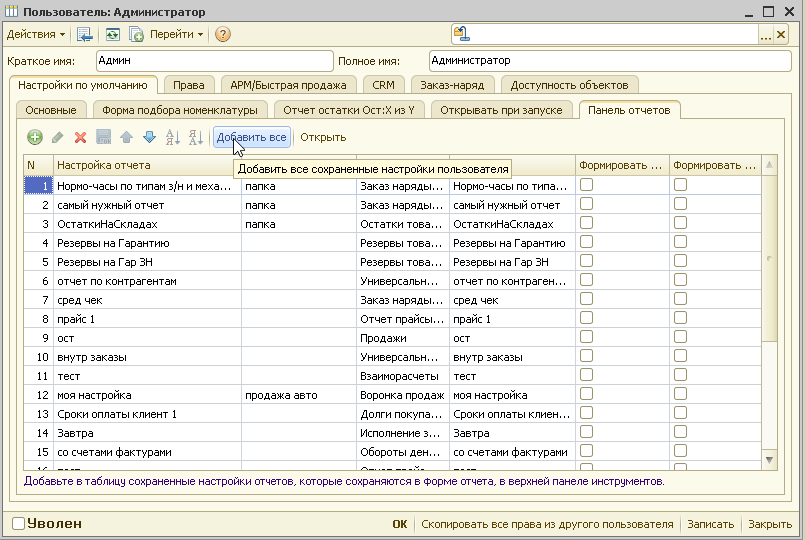 Пользователь: Администратор
Действия Перейти ?
...
Краткое имя: Админ Полное имя: Администратор
Настройки по умолчанию Права АРМ/Быстрая продажа CRM Заказ-наряд Доступность объектов
Основные Форма подбора номенклатуры Отчет остатки Ост:X из Y Открывать при запуске Панель отчетов
Добавить все Открыть
Добавить все сохраненные настройки пользователя
N Настройка отчета Формировать ... Формировать ...
1 Нормо-часы по типам з/н и меха... папка Заказ наряды... Нормо-часы по типа...
2 самый нужный отчет папка Заказ наряды... самый нужный отчет
3 ОстаткиНаСкладах папка Остатки това... ОстаткиНаСкладах
4 Резервы на Гарантию Резервы това... Резервы на Гарантию
5 Резервы на Гар ЗН Резервы това... Резервы на Гар ЗН
6 отчет по контрагентам Универсальн... отчет по контраген...
7 сред чек Заказ наряды... сред чек
8 прайс 1 Отчет прайсы... прайс 1
9 ост Продажи ост
10 внутр заказы Универсальн... внутр заказы
11 тест Взаиморасчеты тест
12 моя настройка продажа авто Воронка продаж моя настройка
13 Сроки оплаты клиент 1 Долги покупа... Сроки оплаты клиен...
14 Завтра Исполнение з... Завтра
15 со счетами фактурами Обороты ден... со счетами фактурами
Добавьте в таблицу сохраненные настройки отчетов, которые сохраняются в Форме отчета, в верхней панеле инструментов.
Уволен OK Скопировать все права из другого пользователя Записать Закрыть